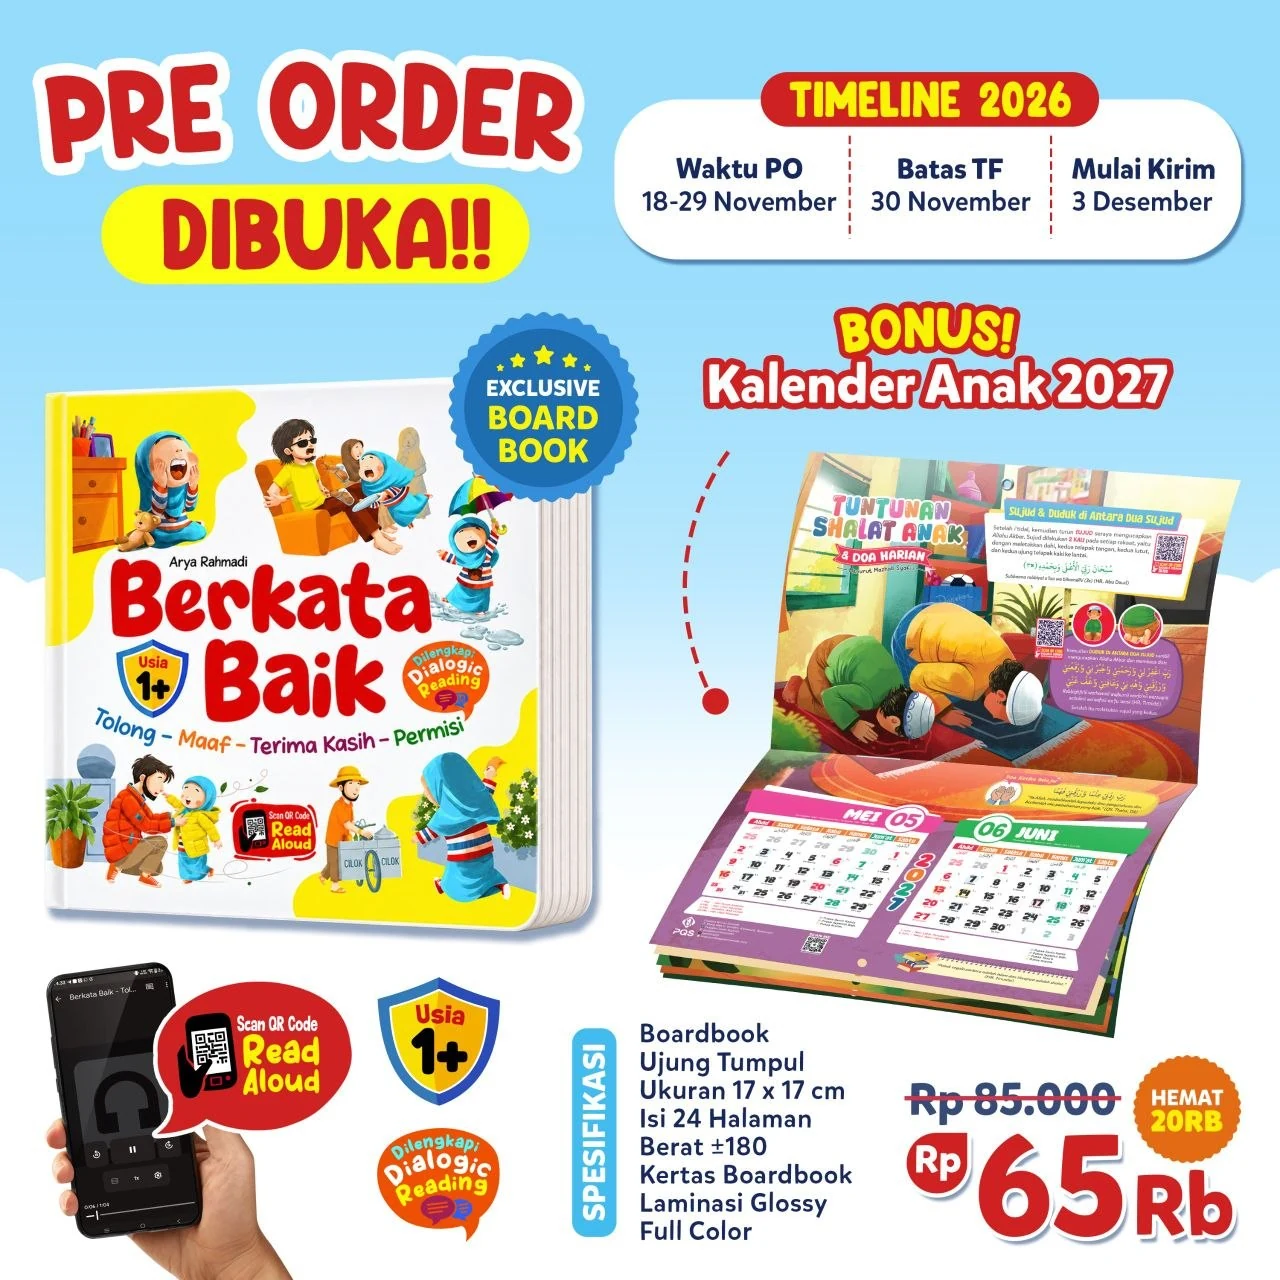 PRE ORDER
DIBUKA!!
TIMELINE 2026
Waktu PO
18-29 November
Batas TF
30 November
Mulai Kirim
3 Desember
BONUS!
Kalender Anak 2027
EXCLUSIVE
BOARD
BOOK
Arya Rahmadi
Berkata
Baik
Usia
1+
Dilengkapi
Dialogic
Reading
Tolong - Maaf - Terima Kasih - Permisi
Scan QR Code
Read
Aloud
CILOK
CILOK
TUNTUNAN
SHALAT ANAK
& DOA HARIAN
Sujud & Duduk di Antara Dua Sujud
MEI 05
06 JUNI
2027
PQS
Berkata Baik - Tol...
Scan QR Code
Read
Aloud
Usia
1+
Dilengkapi
Dialogic
Reading
SPESIFIKASI
Boardbook
Ujung Tumpul
Ukuran 17 x 17 cm
Isi 24 Halaman
Berat ±180
Kertas Boardbook
Laminasi Glossy
Full Color
Rp 85.000
HEMAT
20RB
Rp 65Rb